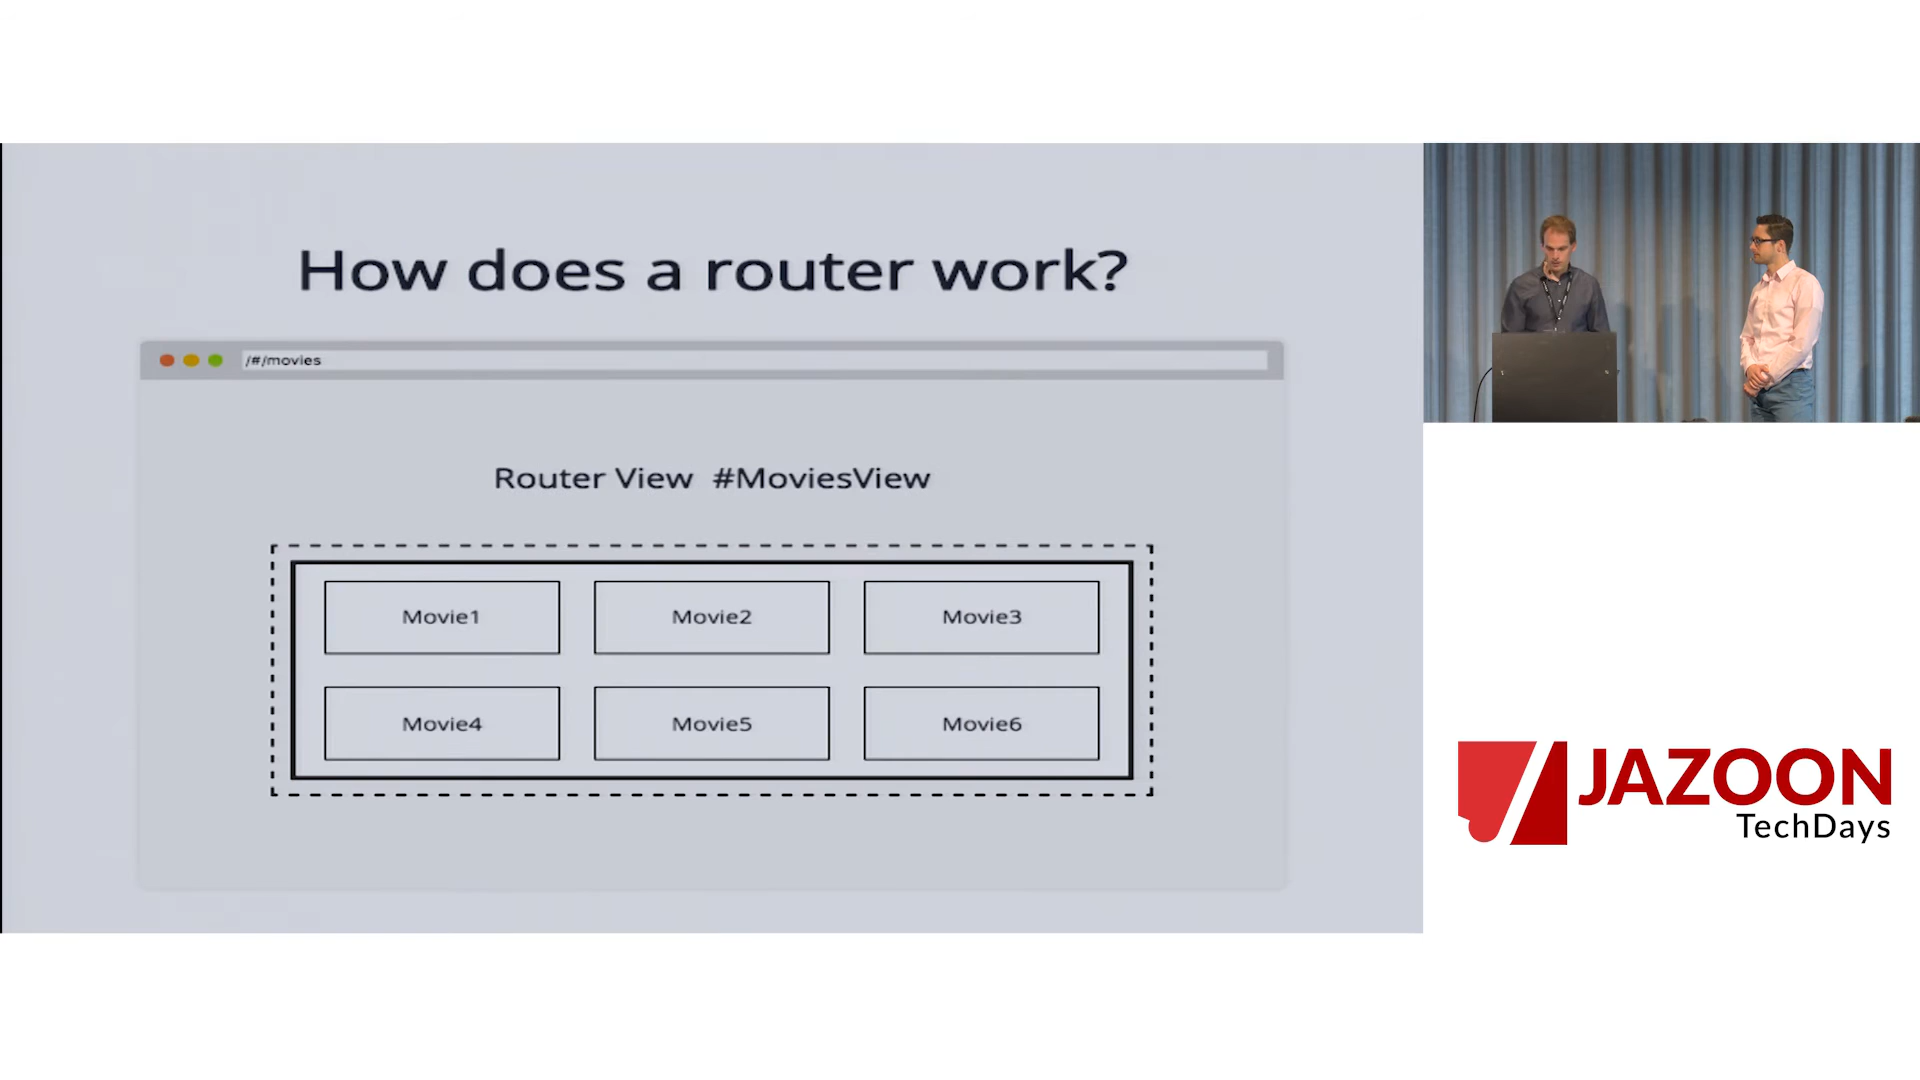 How does a router work?
/#/movies
Router View #MoviesView
Movie1 Movie2 Movie3
Movie4 Movie5 Movie6
JAZOON
TechDays